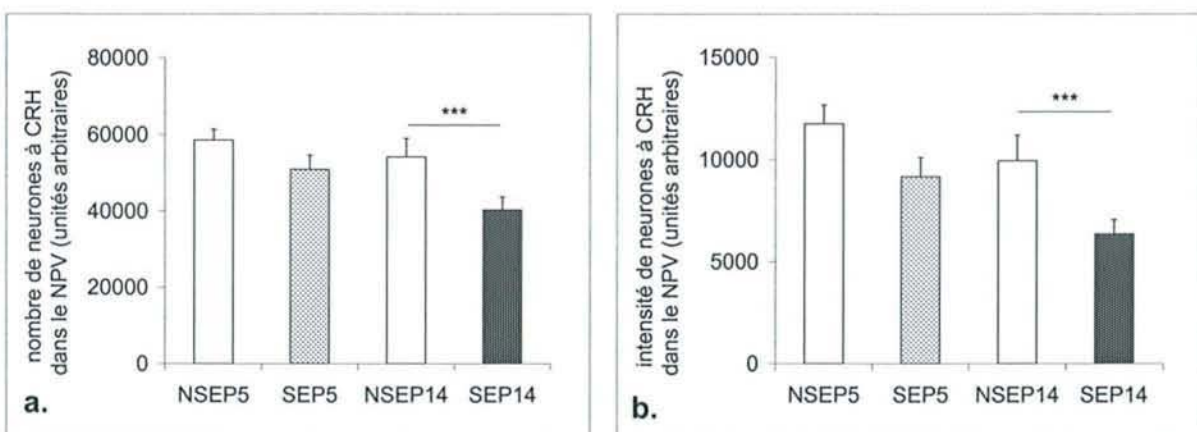 nombre de neurones à CRH
dans le NPV (unités arbitraires)
80000
60000
40000
20000
0
***
NSEP5 SEP5 NSEP14 SEP14
a.
intensité de neurones à CRH
dans le NPV (unités arbitraires)
15000
10000
5000
0
***
NSEP5 SEP5 NSEP14 SEP14
b.